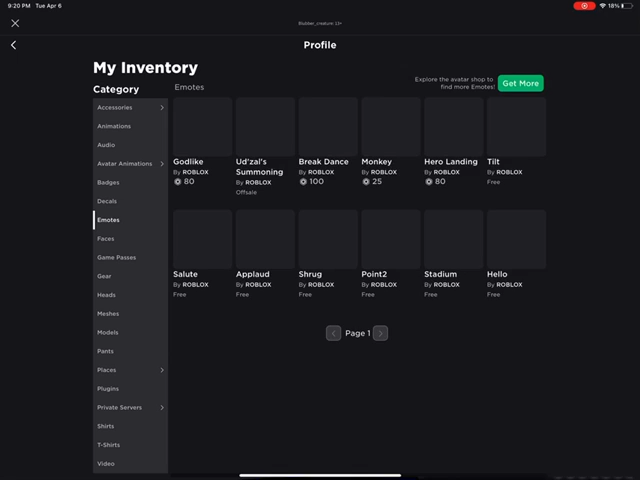 9:20 PM Tue Apr 6
18%
Blubber_creature: 13+
Profile
My Inventory
Category
Emotes
Explore the avatar shop to
find more Emotes!
Get More
Accessories
Animations
Audio
Avatar Animations
Badges
Decals
Emotes
Faces
Game Passes
Gear
Heads
Meshes
Models
Pants
Places
Plugins
Private Servers
Shirts
T-Shirts
Video
Godlike
By ROBLOX
80
Ud'zal's
Summoning
By ROBLOX
Offsale
Break Dance
By ROBLOX
100
Monkey
By ROBLOX
25
Hero Landing
By ROBLOX
80
Tilt
By ROBLOX
Free
Salute
By ROBLOX
Free
Applaud
By ROBLOX
Free
Shrug
By ROBLOX
Free
Point2
By ROBLOX
Free
Stadium
By ROBLOX
Free
Hello
By ROBLOX
Free
Page 1